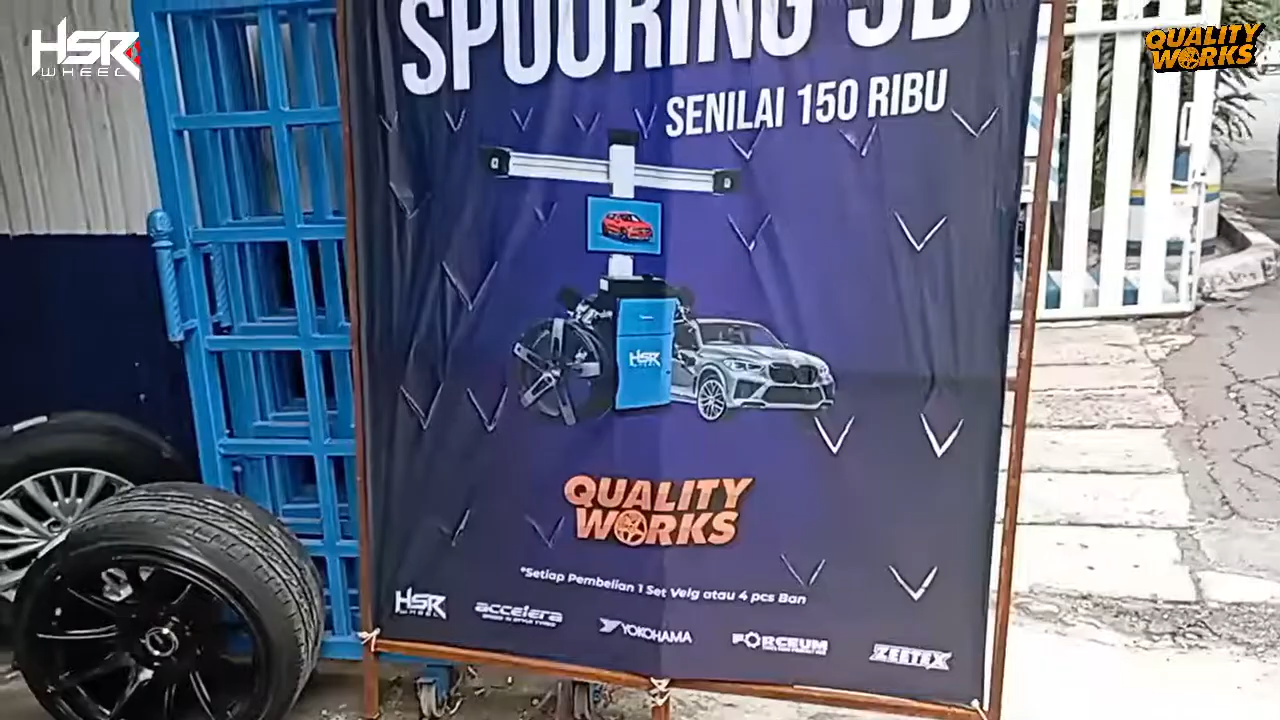 HSR
WHEEL
QUALITY
WORKS
SPOORING 3D
SENILAI 150 RIBU
HSR
QUALITY
WORKS
*Setiap Pembelian 1 Set Velg atau 4 pcs Ban
HSR
WHEEL
accelera
YOKOHAMA
FORCEUM
ZEETEX